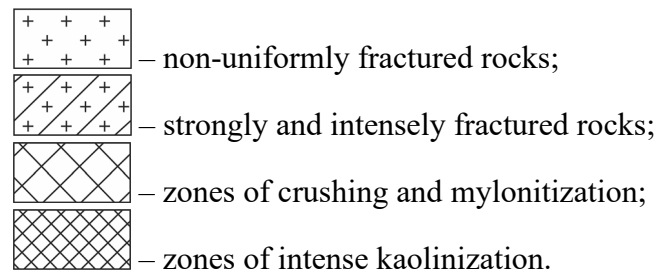 – non-uniformly fractured rocks;
– strongly and intensely fractured rocks;
– zones of crushing and mylonitization;
– zones of intense kaolinization.